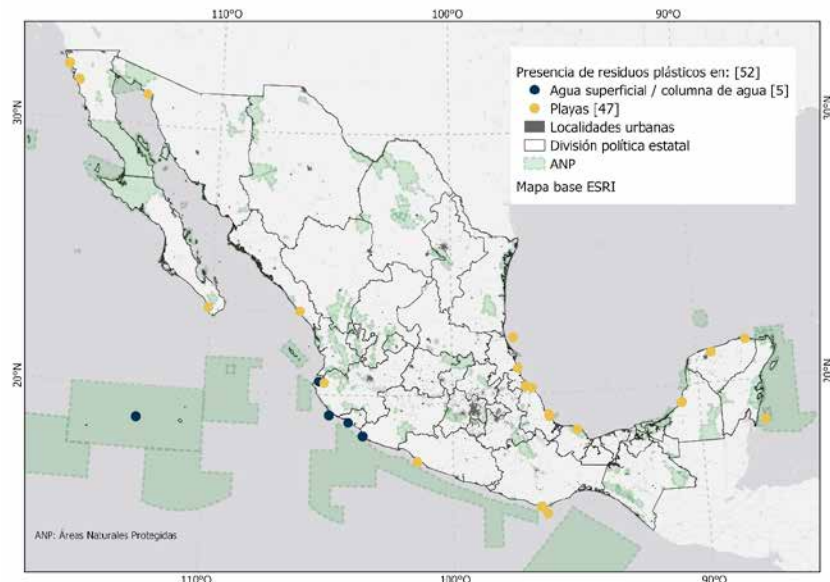 110°O
100°O
90°O
30°N
30°N
20°N
20°N
Presencia de residuos plásticos en: [52]
Agua superficial / columna de agua [5]
Playas [47]
Localidades urbanas
División política estatal
ANP
Mapa base ESRI
ANP: Áreas Naturales Protegidas
110°O
100°O
90°O